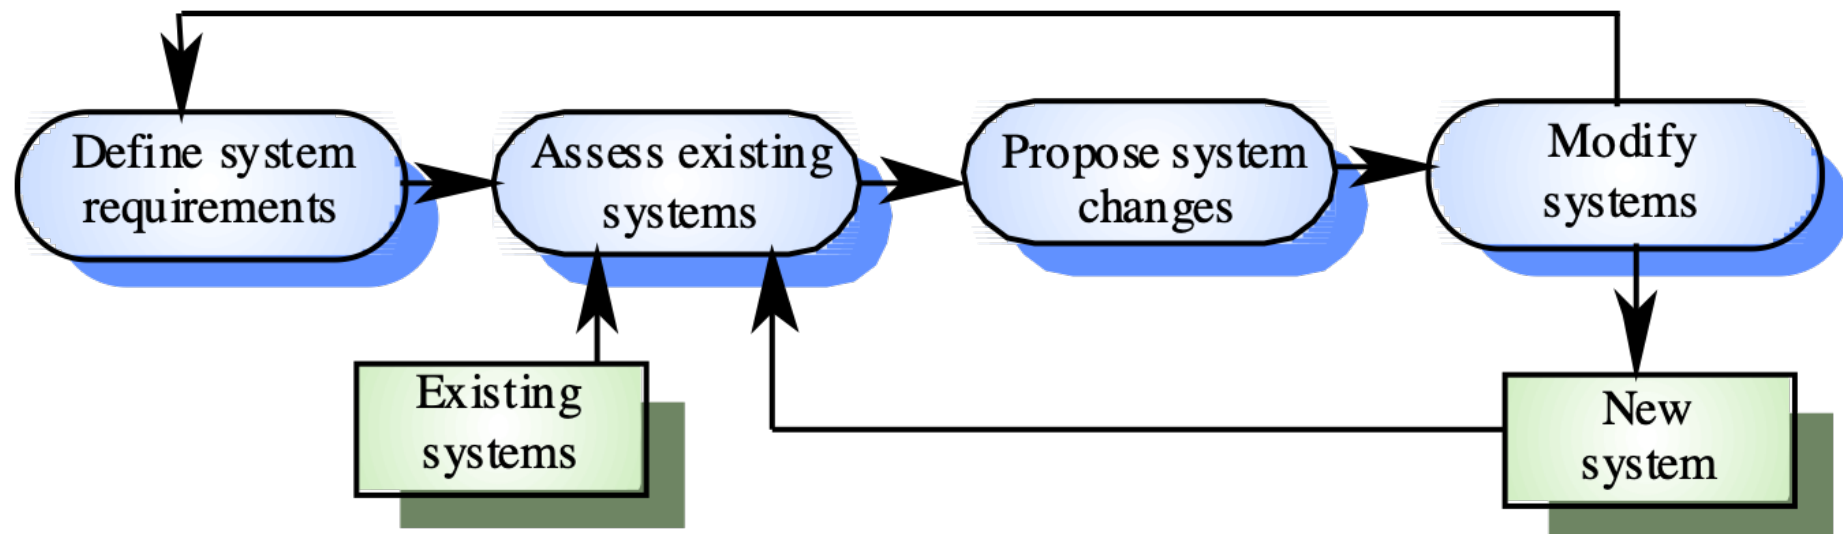 Define system
requirements
Assess existing
systems
Propose system
changes
Modify
systems
Existing
systems
New
system